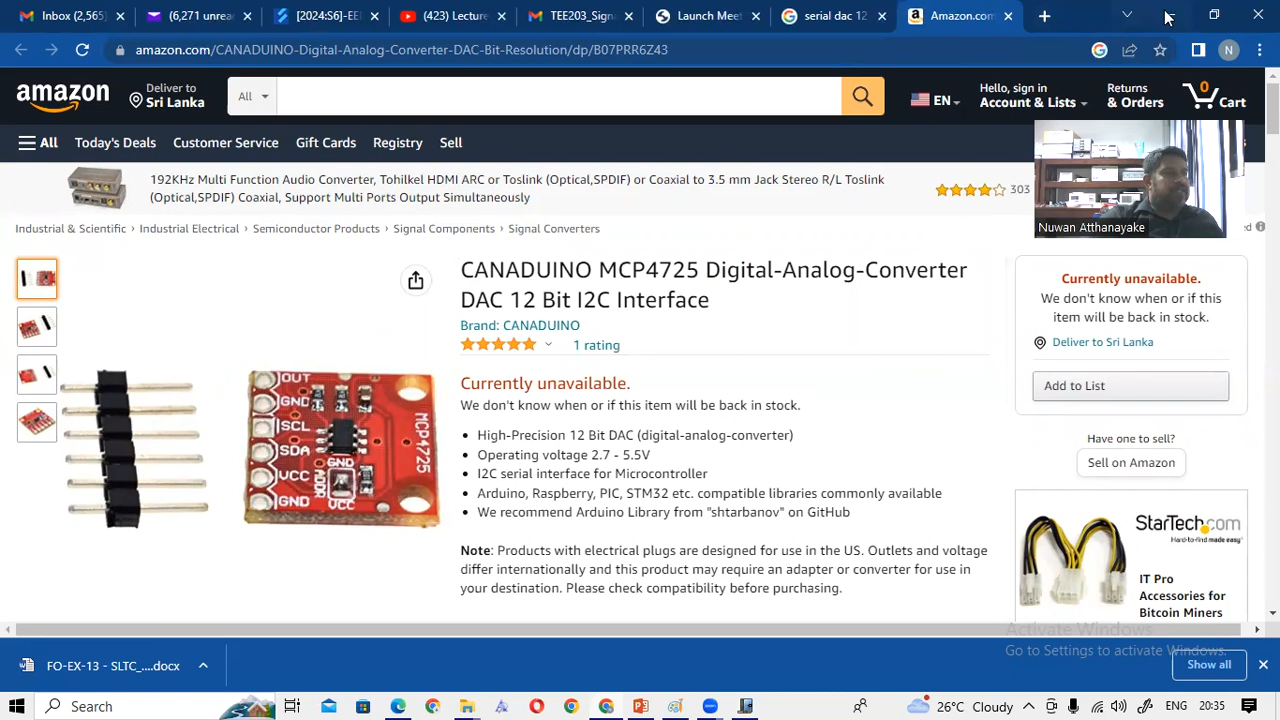 Inbox (2,565)
(6,271 unrea
[2024:S6]-EE
(423) Lecture
TEE203_Sign
Launch Meet
serial dac 12
Amazon.com
amazon.com/CANADUINO-Digital-Analog-Converter-DAC-Bit-Resolution/dp/B07PRR6Z43
N
amazon
Deliver to
Sri Lanka
All
EN
Hello, sign in
Account & Lists
Returns
& Orders
0
Cart
All
Today's Deals
Customer Service
Gift Cards
Registry
Sell
192KHz Multi Function Audio Converter, Tohilkel HDMI ARC or Toslink (Optical,SPDIF) or Coaxial to 3.5 mm Jack Stereo R/L Toslink
(Optical,SPDIF) Coaxial, Support Multi Ports Output Simultaneously
303
Nuwan Atthanayake
Industrial & Scientific › Industrial Electrical › Semiconductor Products › Signal Components › Signal Converters
CANADUINO MCP4725 Digital-Analog-Converter
DAC 12 Bit I2C Interface
Brand: CANADUINO
1 rating
Currently unavailable.
We don't know when or if this item will be back in stock.
• High-Precision 12 Bit DAC (digital-analog-converter)
• Operating voltage 2.7 - 5.5V
• I2C serial interface for Microcontroller
• Arduino, Raspberry, PIC, STM32 etc. compatible libraries commonly available
• We recommend Arduino Library from "shtarbanov" on GitHub
Note: Products with electrical plugs are designed for use in the US. Outlets and voltage
differ internationally and this product may require an adapter or converter for use in
your destination. Please check compatibility before purchasing.
OUT
GND
SCL
SDA
VCC
GND
GND
ADDR
VCC
MCP4725
Currently unavailable.
We don't know when or if this
item will be back in stock.
Deliver to Sri Lanka
Add to List
Have one to sell?
Sell on Amazon
StarTech.com
Hard-to-find made easy
IT Pro
Accessories for
Bitcoin Miners
Activate Windows
Go to Settings to activate Windows.
FO-EX-13 - SLTC_....docx
Show all
Search
26°C Cloudy
ENG
20:35